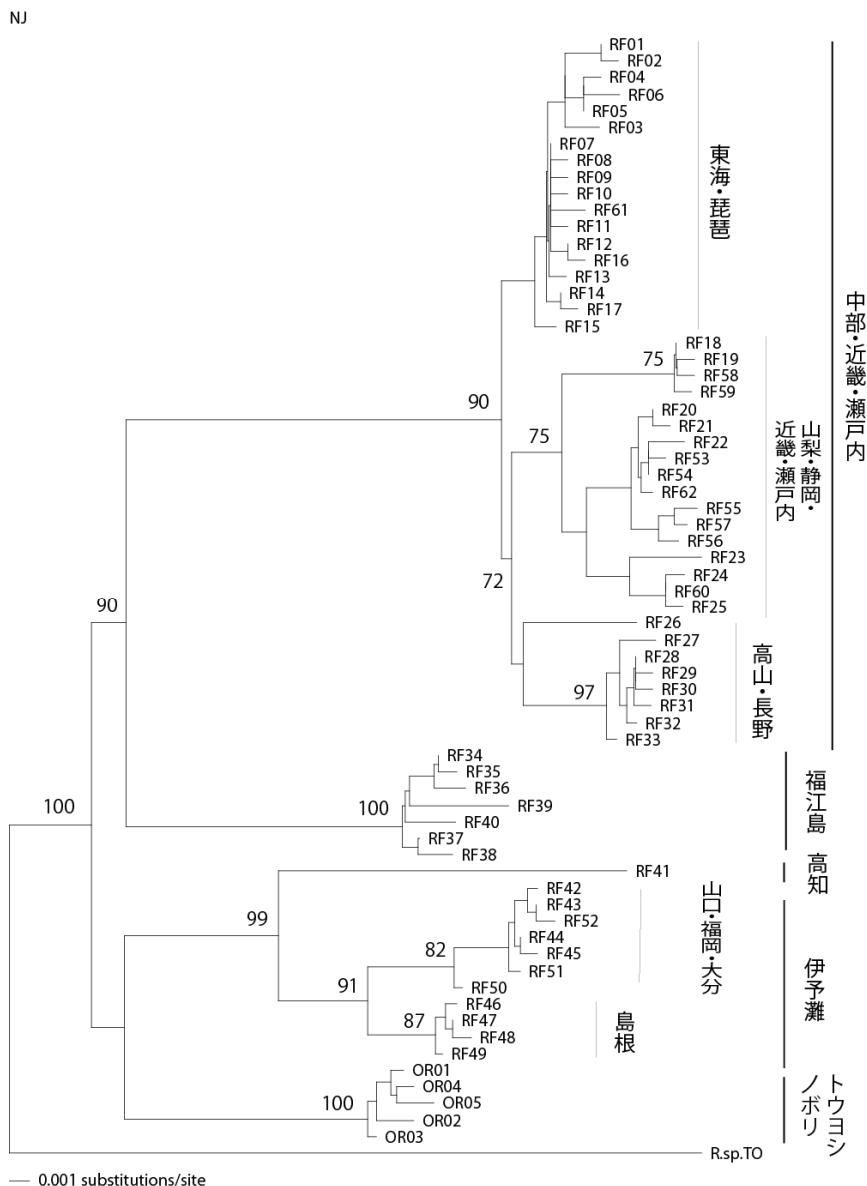 NJ
RF01
RF02
RF04
RF06
RF05
RF03
RF07
RF08
RF09
RF10
RF61
RF11
RF12
RF16
RF13
RF14
RF17
RF15
東海・琵琶
90
RF18
75
RF19
RF58
RF59
RF20
RF21
RF22
RF53
RF54
RF62
75
RF55
RF57
RF56
RF23
RF24
RF60
RF25
山梨・静岡・
近畿・瀬戸内
72
RF26
RF27
RF28
RF29
97
RF30
RF31
RF32
RF33
高山・長野
中部・近畿・瀬戸内
90
RF34
RF35
RF36
100
RF39
RF40
RF37
RF38
福江島
100
RF41
高知
99
RF42
RF43
RF52
RF44
82
RF45
RF51
RF50
山口・福岡・大分
91
RF46
87
RF47
RF48
RF49
島根
伊予灘
OR01
OR04
100
OR05
OR02
OR03
トウヨシ
ノボリ
R.sp.TO
0.001 substitutions/site